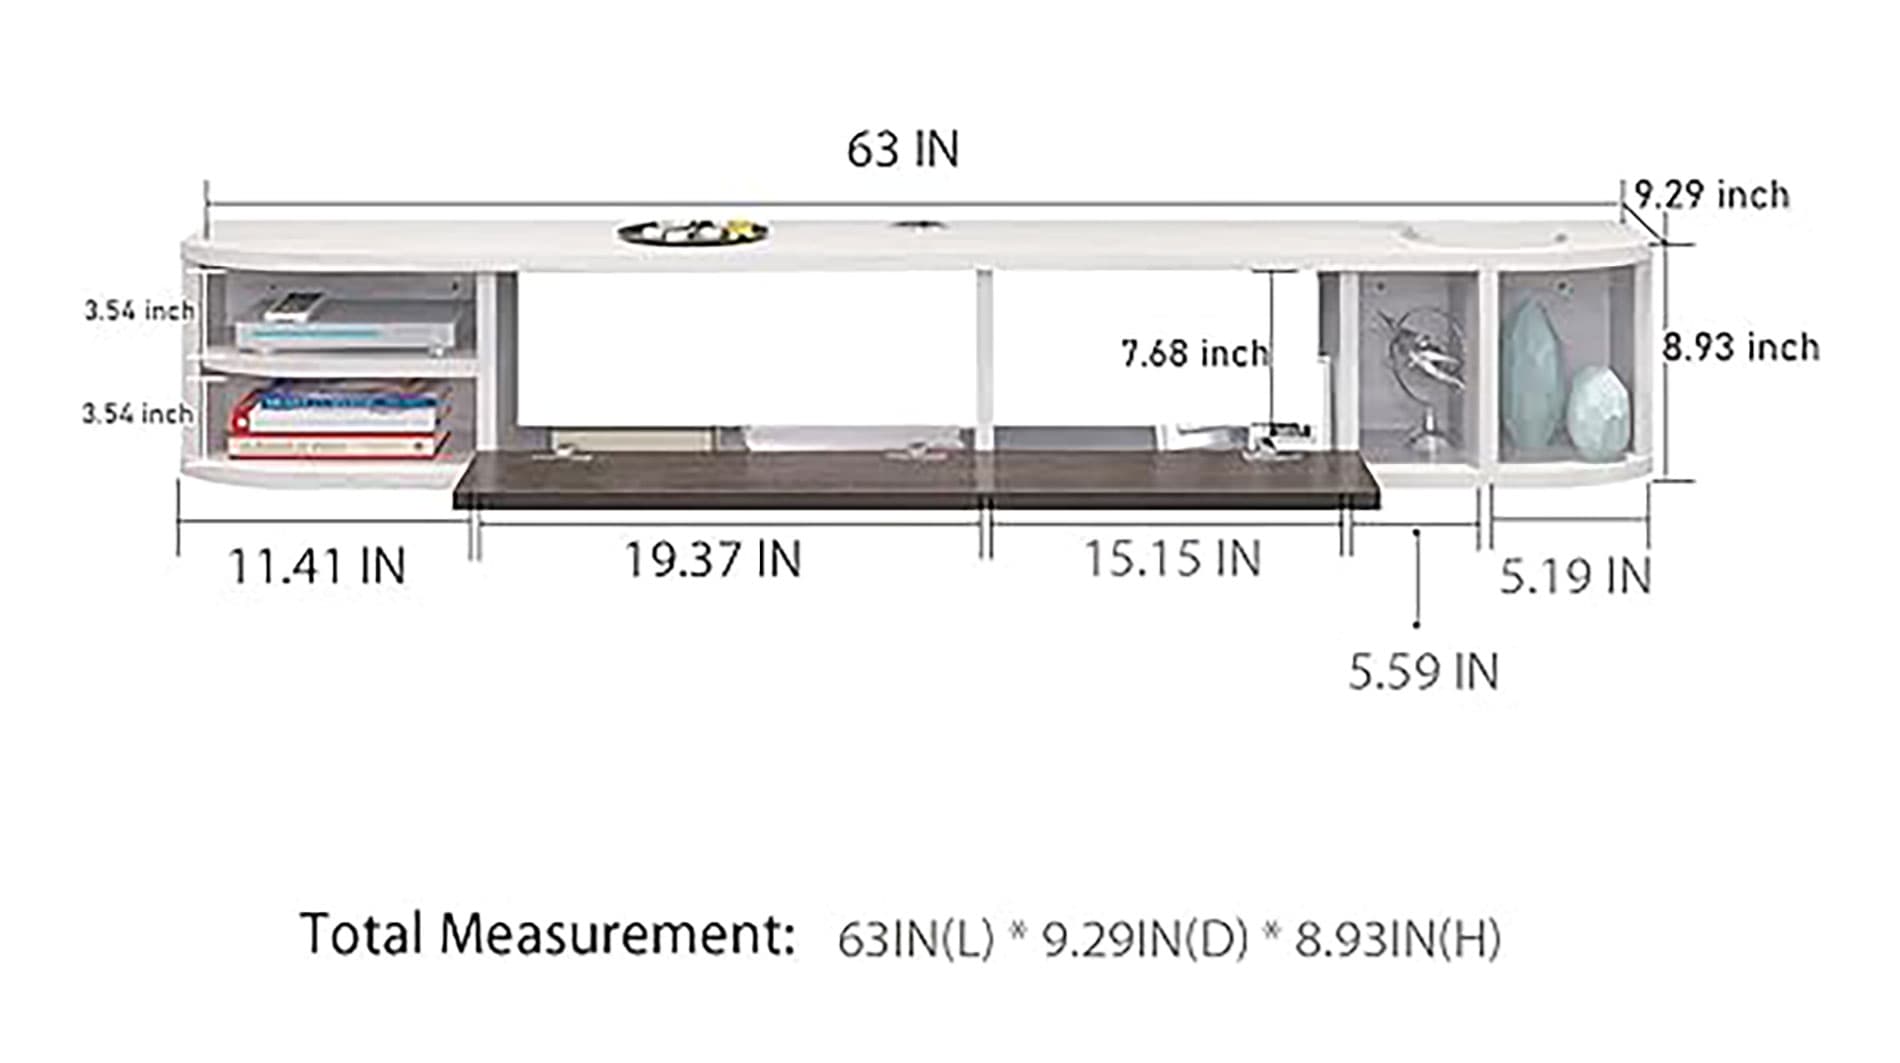 63 IN
9.29 inch
3.54 inch
7.68 inch
8.93 inch
3.54 inch
11.41 IN
19.37 IN
15.15 IN
5.19 IN
5.59 IN
Total Measurement: 63IN(L) * 9.29IN(D) * 8.93IN(H)